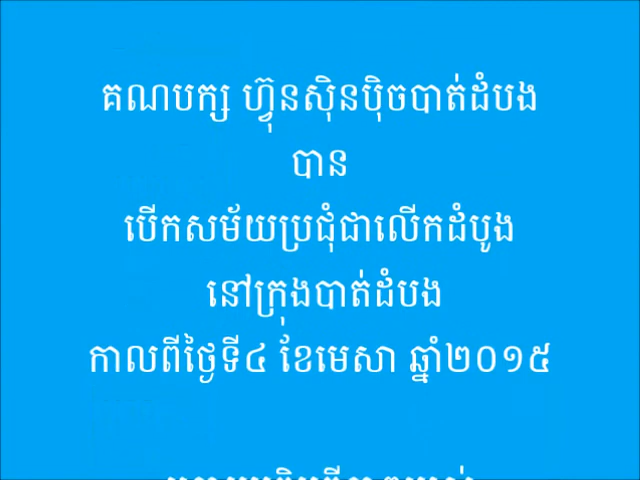 គណបក្ស ហ៊្វុនស៊ិនប៉ិចបាត់ដំបង
បាន
បើកសម័យប្រជុំជាលើកដំបូង
នៅក្រុងបាត់ដំបង
កាលពីថ្ងៃទី៤ ខែមេសា ឆ្នាំ២០១៥